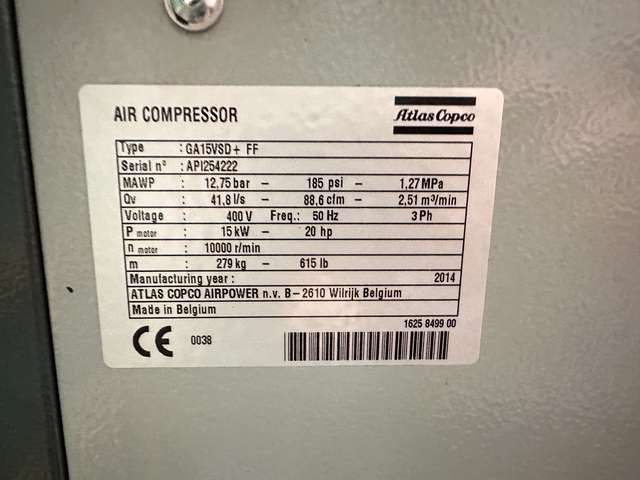 AIR COMPRESSOR
Atlas Copco
Type : GA15VSD+ FF
Serial n° : API254222
MAWP : 12,75 bar – 185 psi – 1,27 MPa
Qv : 41,8 l/s – 88,6 cfm – 2,51 m³/min
Voltage : 400 V Freq.: 50 Hz 3 Ph
P motor : 15 kW – 20 hp
n motor : 10000 r/min
m : 279 kg – 615 lb
Manufacturing year : 2014
ATLAS COPCO AIRPOWER n.v. B–2610 Wilrijk Belgium
Made in Belgium
1625 8499 00
CE 0038